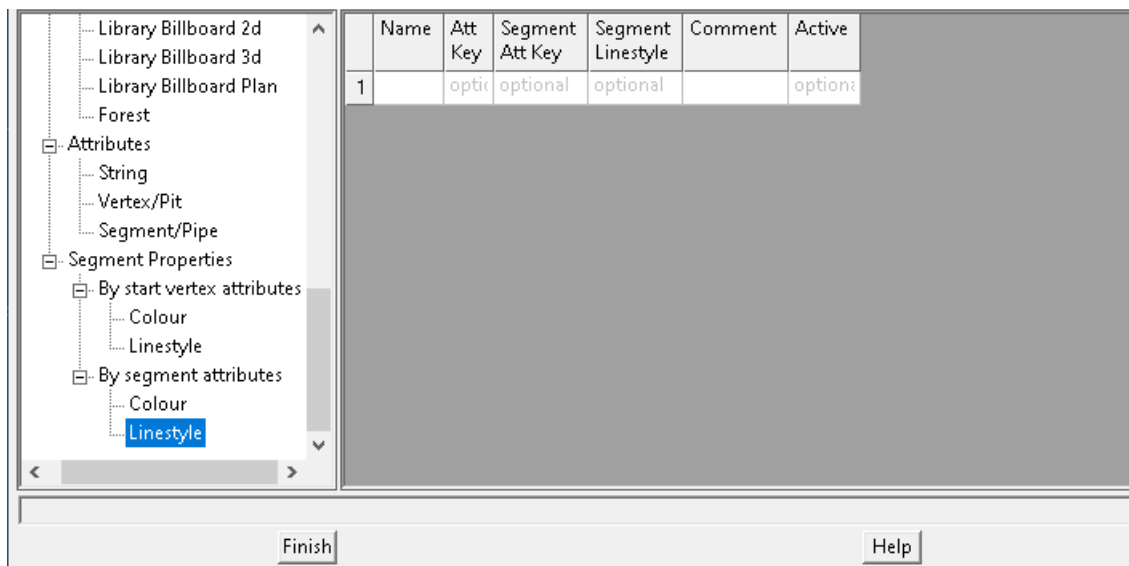 Library Billboard 2d
Library Billboard 3d
Library Billboard Plan
Forest
Attributes
String
Vertex/Pit
Segment/Pipe
Segment Properties
By start vertex attributes
Colour
Linestyle
By segment attributes
Colour
Linestyle
Name Att Key Segment Att Key Segment Linestyle Comment Active
1 optic optional optional optiona
Finish Help